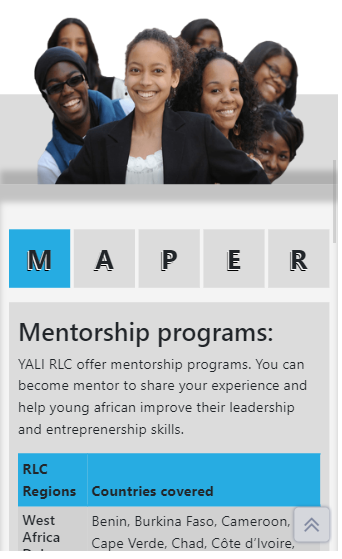 M A P E R
Mentorship programs:
YALI RLC offer mentorship programs. You can
become mentor to share your experience and
help young african improve their leadership
and entreprenership skills.
RLC
Regions Countries covered
West Benin, Burkina Faso, Cameroon,
Africa Cape Verde, Chad, Côte d’Ivoire,